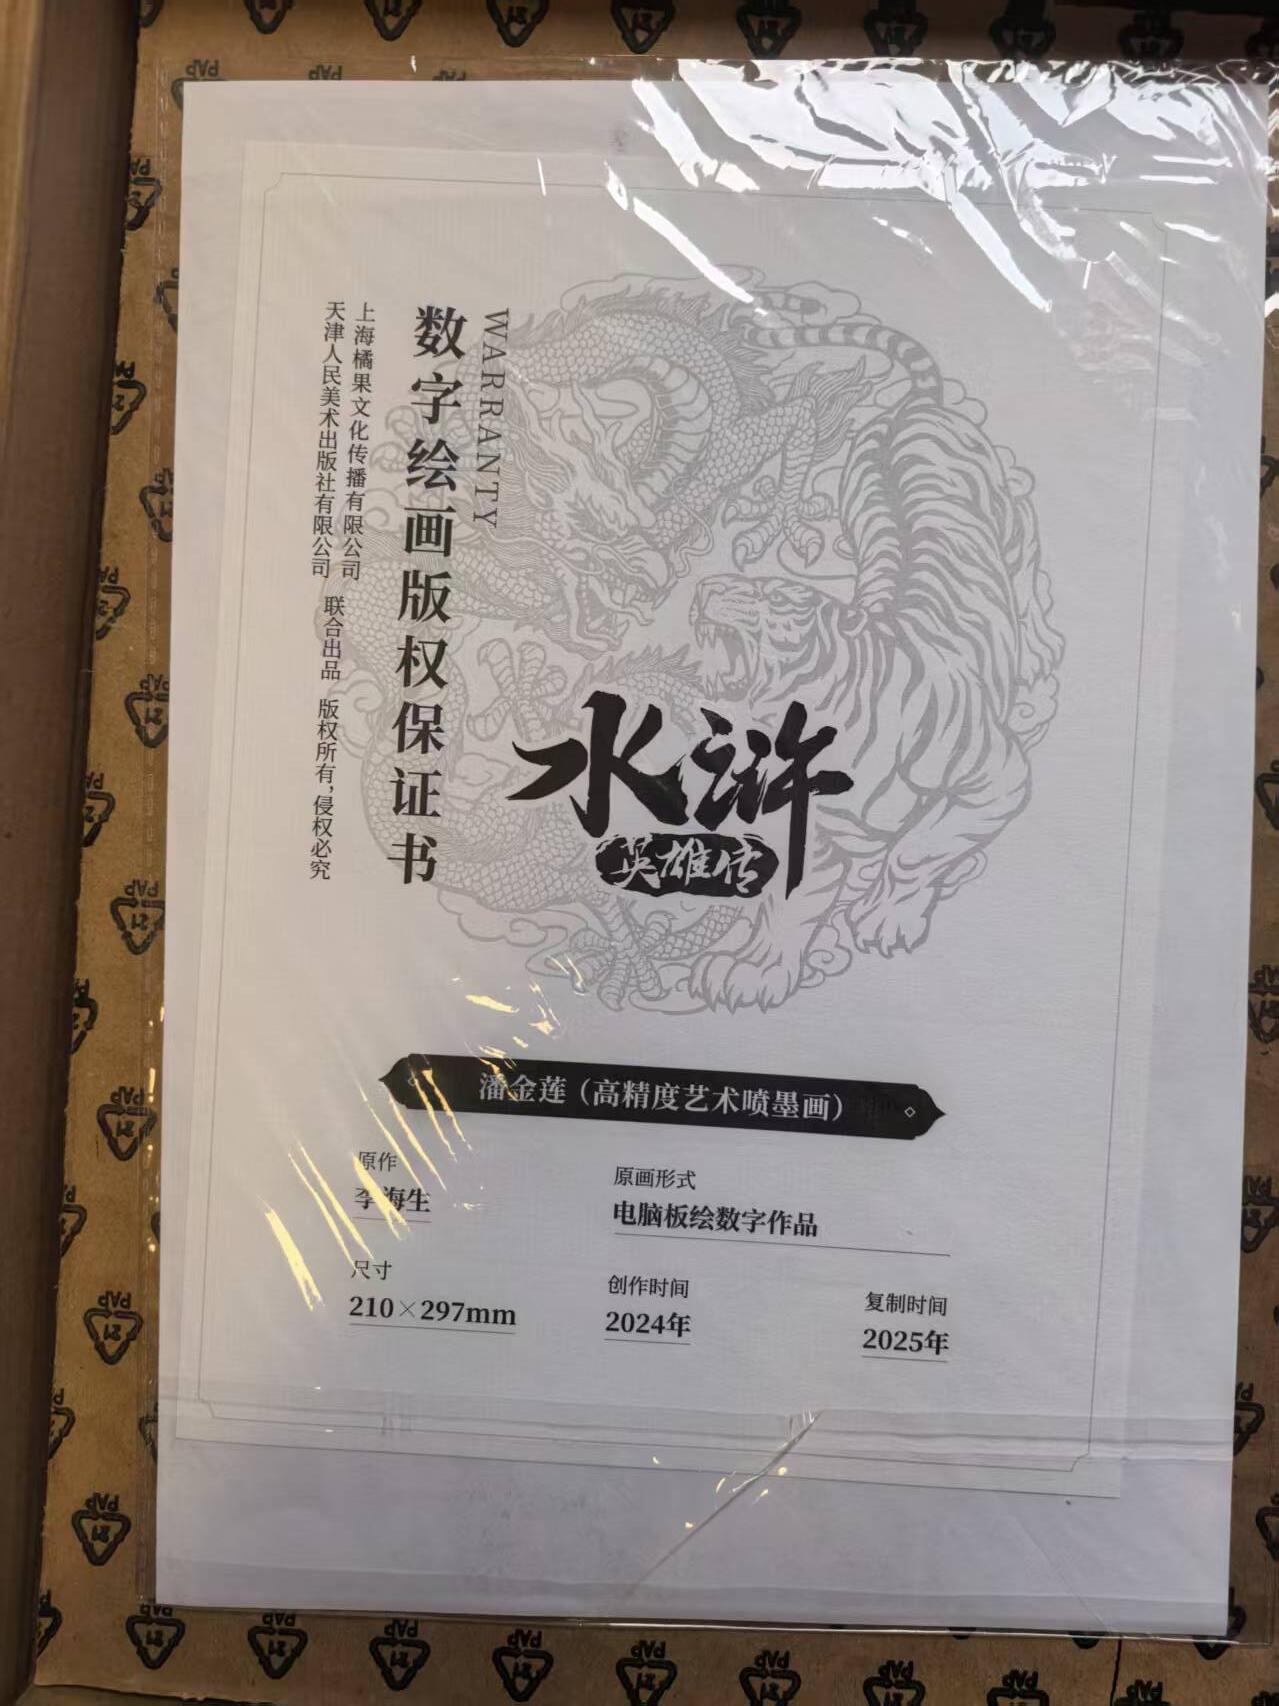 WARRANTY
数字绘画版权保证书
上海橘果文化传播有限公司
天津人民美术出版社有限公司
联合出品 版权所有,侵权必究
水浒
英雄传
潘金莲（高精度艺术喷墨画）
原作
李海生
原画形式
电脑板绘数字作品
尺寸
210×297mm
创作时间
2024年
复制时间
2025年
21
PAP